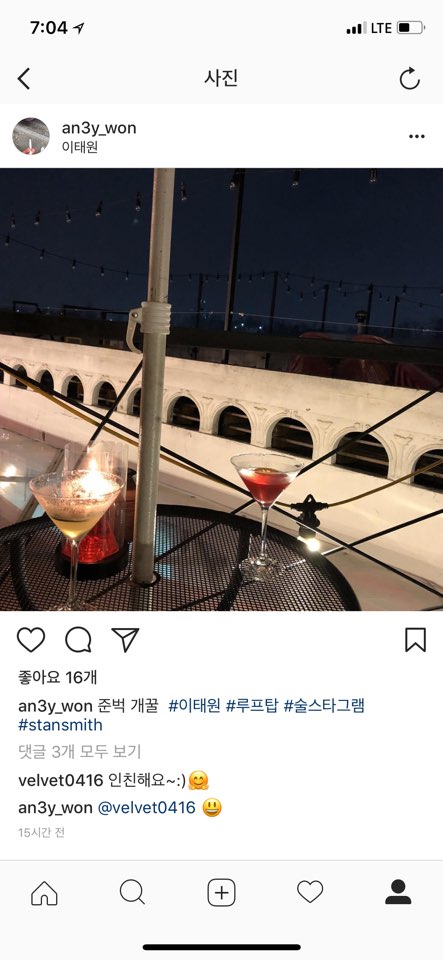 7:04
LTE
사진
an3y_won
이태원
좋아요 16개
an3y_won 준벅 개꿀 #이태원 #루프탑 #술스타그램
#stansmith
댓글 3개 모두 보기
velvet0416 인친해요~:)🤗
an3y_won @velvet0416 😃
15시간 전